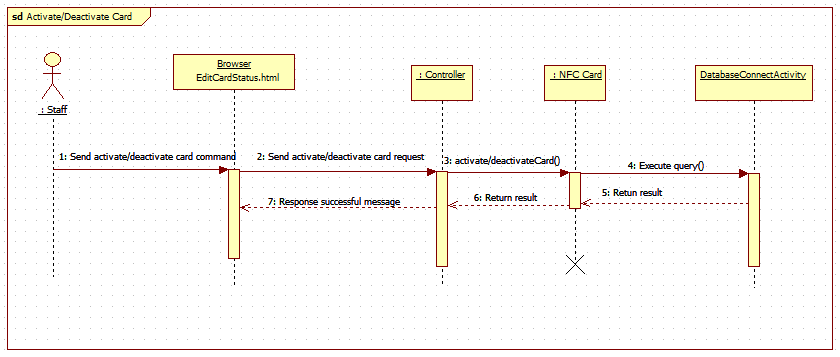 sd Activate/Deactivate Card
Browser
EditCardStatus.html
: Controller
: NFC Card
DatabaseConnectActivity
: Staff
1: Send activate/deactivate card command
2: Send activate/deactivate card request
3: activate/deactivateCard()
4: Execute query()
5: Retun result
6: Return result
7: Response successful message